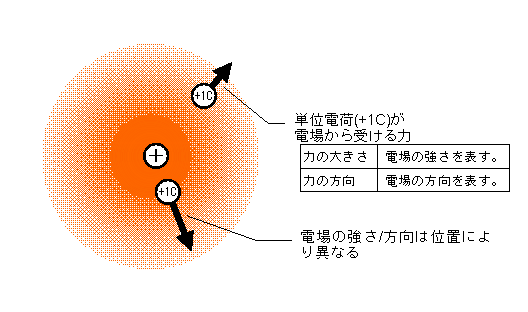 +1C
単位電荷(+1C)が
電場から受ける力
力の大きさ 電場の強さを表す。
力の方向 電場の方向を表す。
+
+1C
電場の強さ/方向は位置によ
り異なる